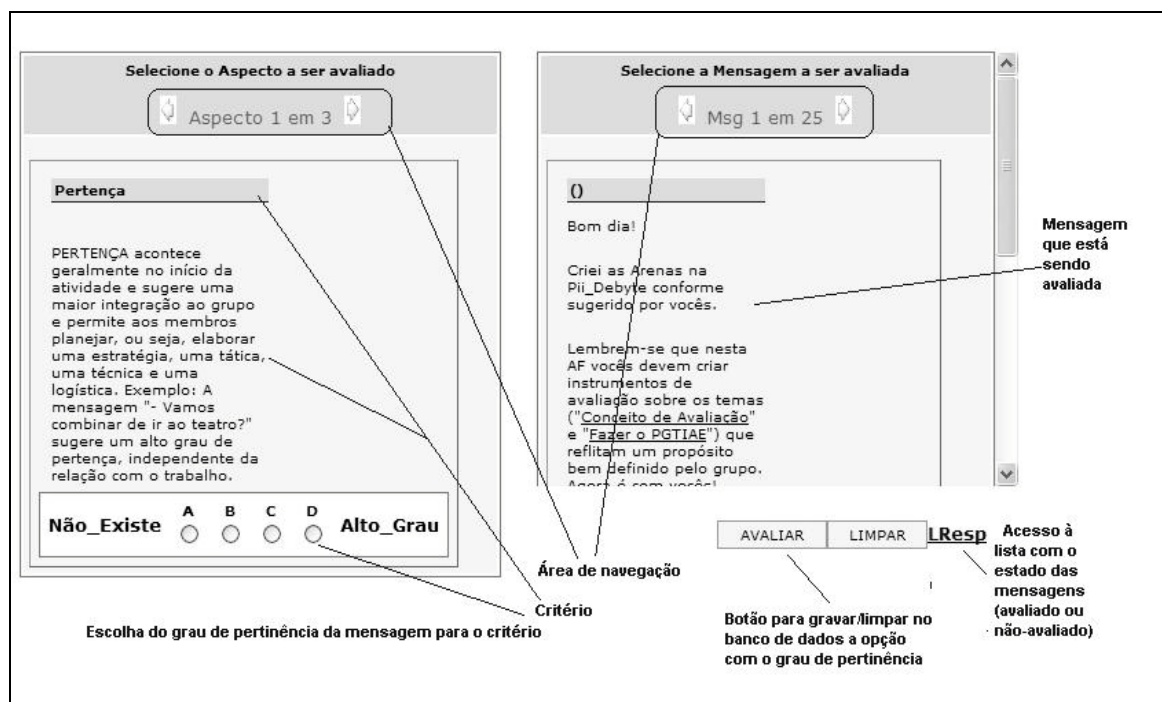 Selecione o Aspecto a ser avaliado
Aspecto 1 em 3
Pertença
PERTENÇA acontece
geralmente no início da
atividade e sugere uma
maior integração ao grupo
e permite aos membros
planejar, ou seja, elaborar
uma estratégia, uma tática,
uma técnica e uma
logística. Exemplo: A
mensagem "- Vamos
combinar de ir ao teatro?"
sugere um alto grau de
pertença, independente da
relação com o trabalho.
Não_Existe A B C D Alto_Grau
Selecione a Mensagem a ser avaliada
Msg 1 em 25
()
Bom dia!
Criei as Arenas na
Pii_Debyte conforme
sugerido por vocês.
Lembrem-se que nesta
AF vocês devem criar
instrumentos de
avaliação sobre os temas
("Conceito de Avaliação"
e "Fazer o PGTIAE") que
reflitam um propósito
bem definido pelo grupo.
Agora é com vocês!
Mensagem
que está
sendo
avaliada
AVALIAR LIMPAR LResp
Acesso à
lista com o
estado das
mensagens
(avaliado ou
não-avaliado)
Área de navegação
Critério
Escolha do grau de pertinência da mensagem para o critério
Botão para gravar/limpar no
banco de dados a opção
com o grau de pertinência